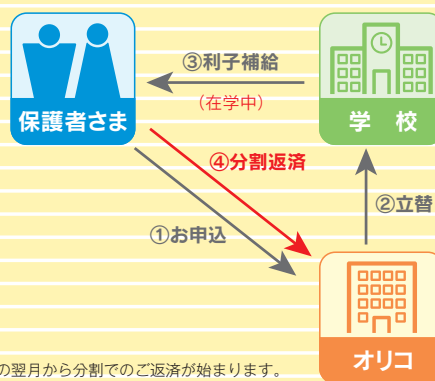 ③利子補給
(在学中)
保護者さま
学 校
④分割返済
②立替
①お申込
オリコ
の翌月から分割でのご返済が始まります。